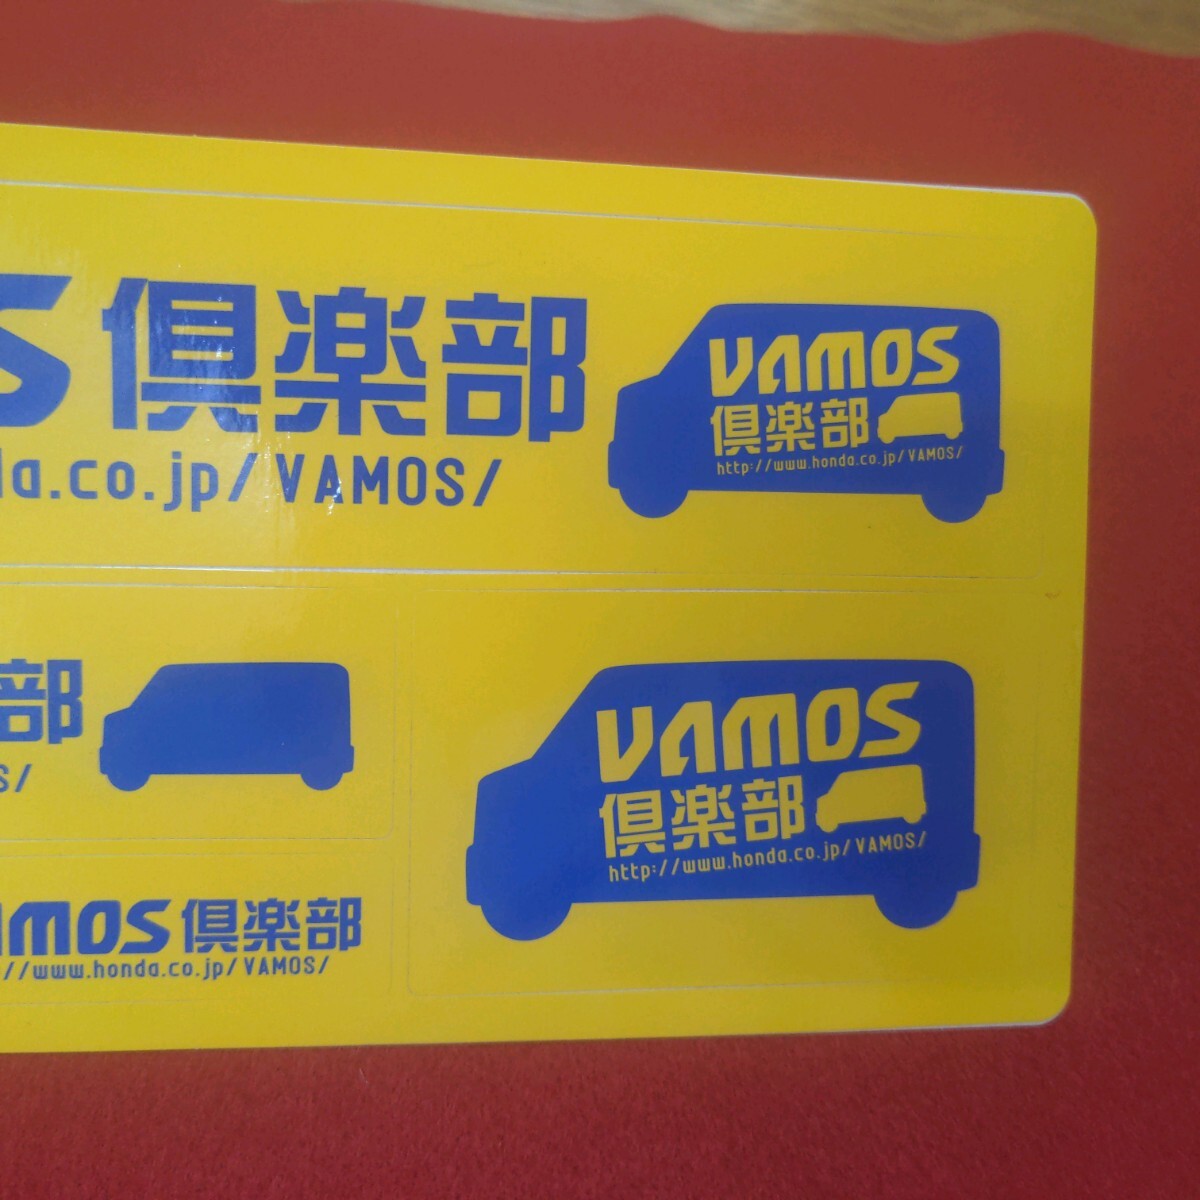 S 倶楽部
da.co.jp/VAMOS/
VAMOS
倶楽部
http://www.honda.co.jp/VAMOS/
部
S/
VAMOS
倶楽部
http://www.honda.co.jp/VAMOS/
AMOS倶楽部
//www.honda.co.jp/VAMOS/